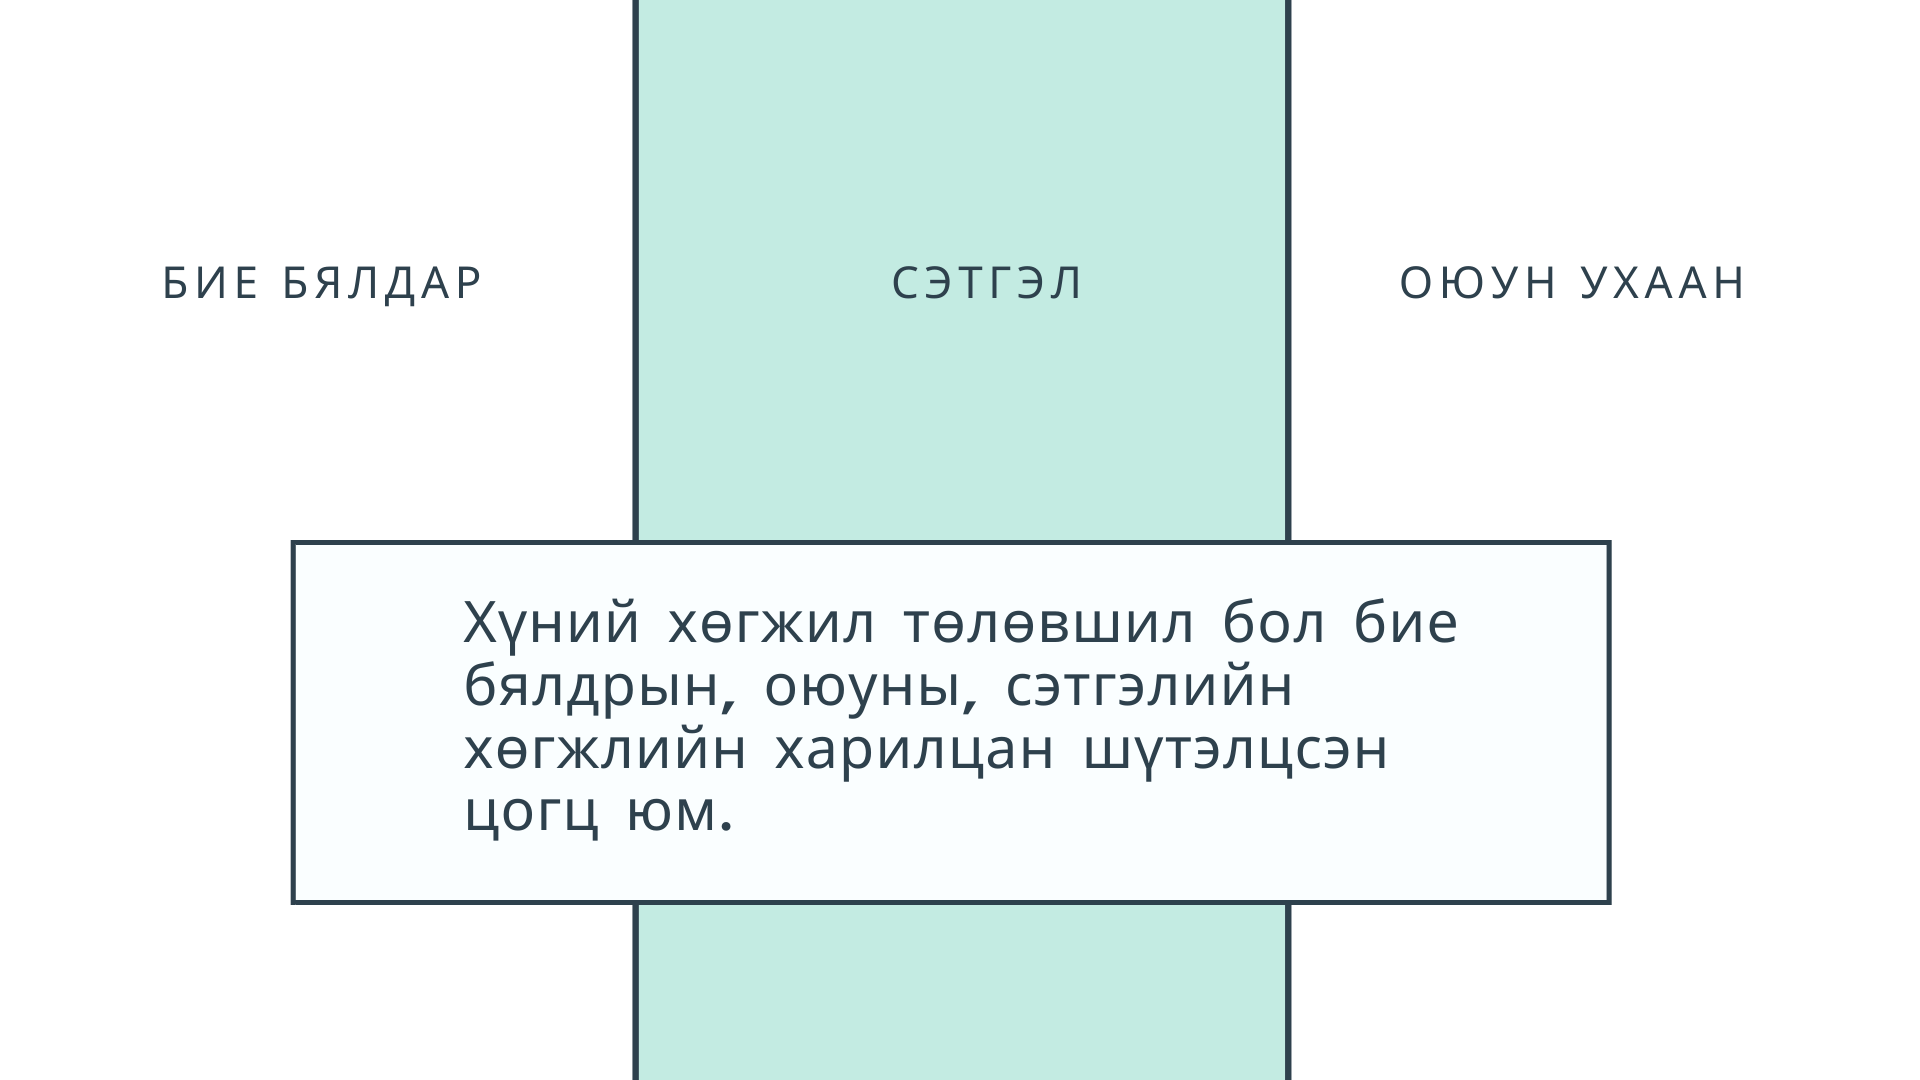 БИЕ БЯЛДАР
СЭТГЭЛ
ОЮУН УХААН
Хүний хөгжил төлөвшил бол бие
бялдрын, оюуны, сэтгэлийн
хөгжлийн харилцан шүтэлцсэн
цогц юм.